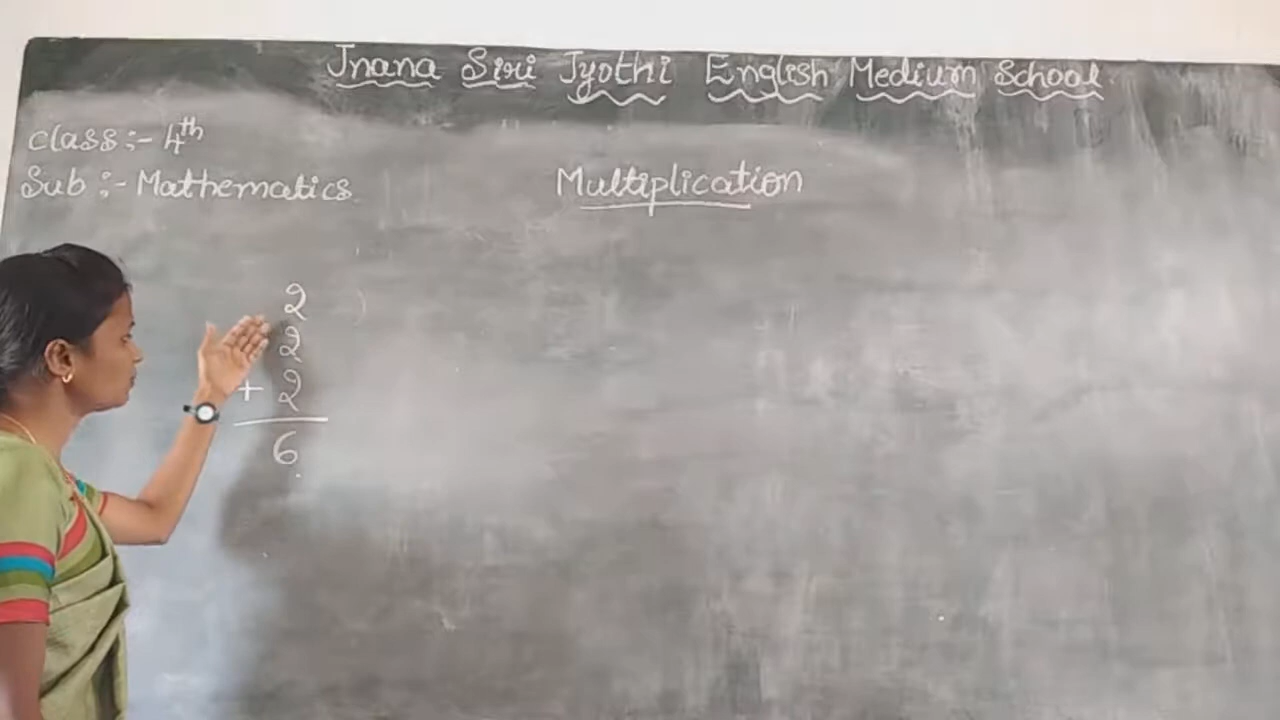 Jnana Siri Jyothi English Medium School
Class :- 4th
Sub :- Mathematics
Multiplication
2
2
+ 2
6